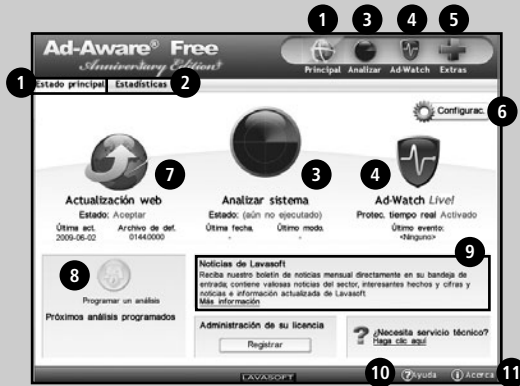 1 3 4 5
Ad-Aware® Free
Anniversary Edition
Principal Analizar Ad-Watch Extras
1 Estado principal Estadísticas 2
Configurac. 6
7 3 4
Actualización web
Estado: Aceptar
Última act. Archivo de def.
2009-06-02 0144.0000
Analizar sistema
Estado: (aún no ejecutado)
Última fecha. Último modo.
- -
Ad-Watch Live!
Protec. tiempo real Activado
Último evento:
<Ninguno>
8
Programar un análisis
Próximos análisis programados
9
Noticias de Lavasoft
Reciba nuestro boletín de noticias mensual directamente en su bandeja de
entrada; contiene valiosas noticias del sector, interesantes hechos y cifras y
noticias e información actualizada de Lavasoft
Más información
Administración de su licencia
Registrar
? ¿Necesita servicio técnico?
Haga clic aquí
LAVASOFT
10 ?Ayuda iAcerca 11